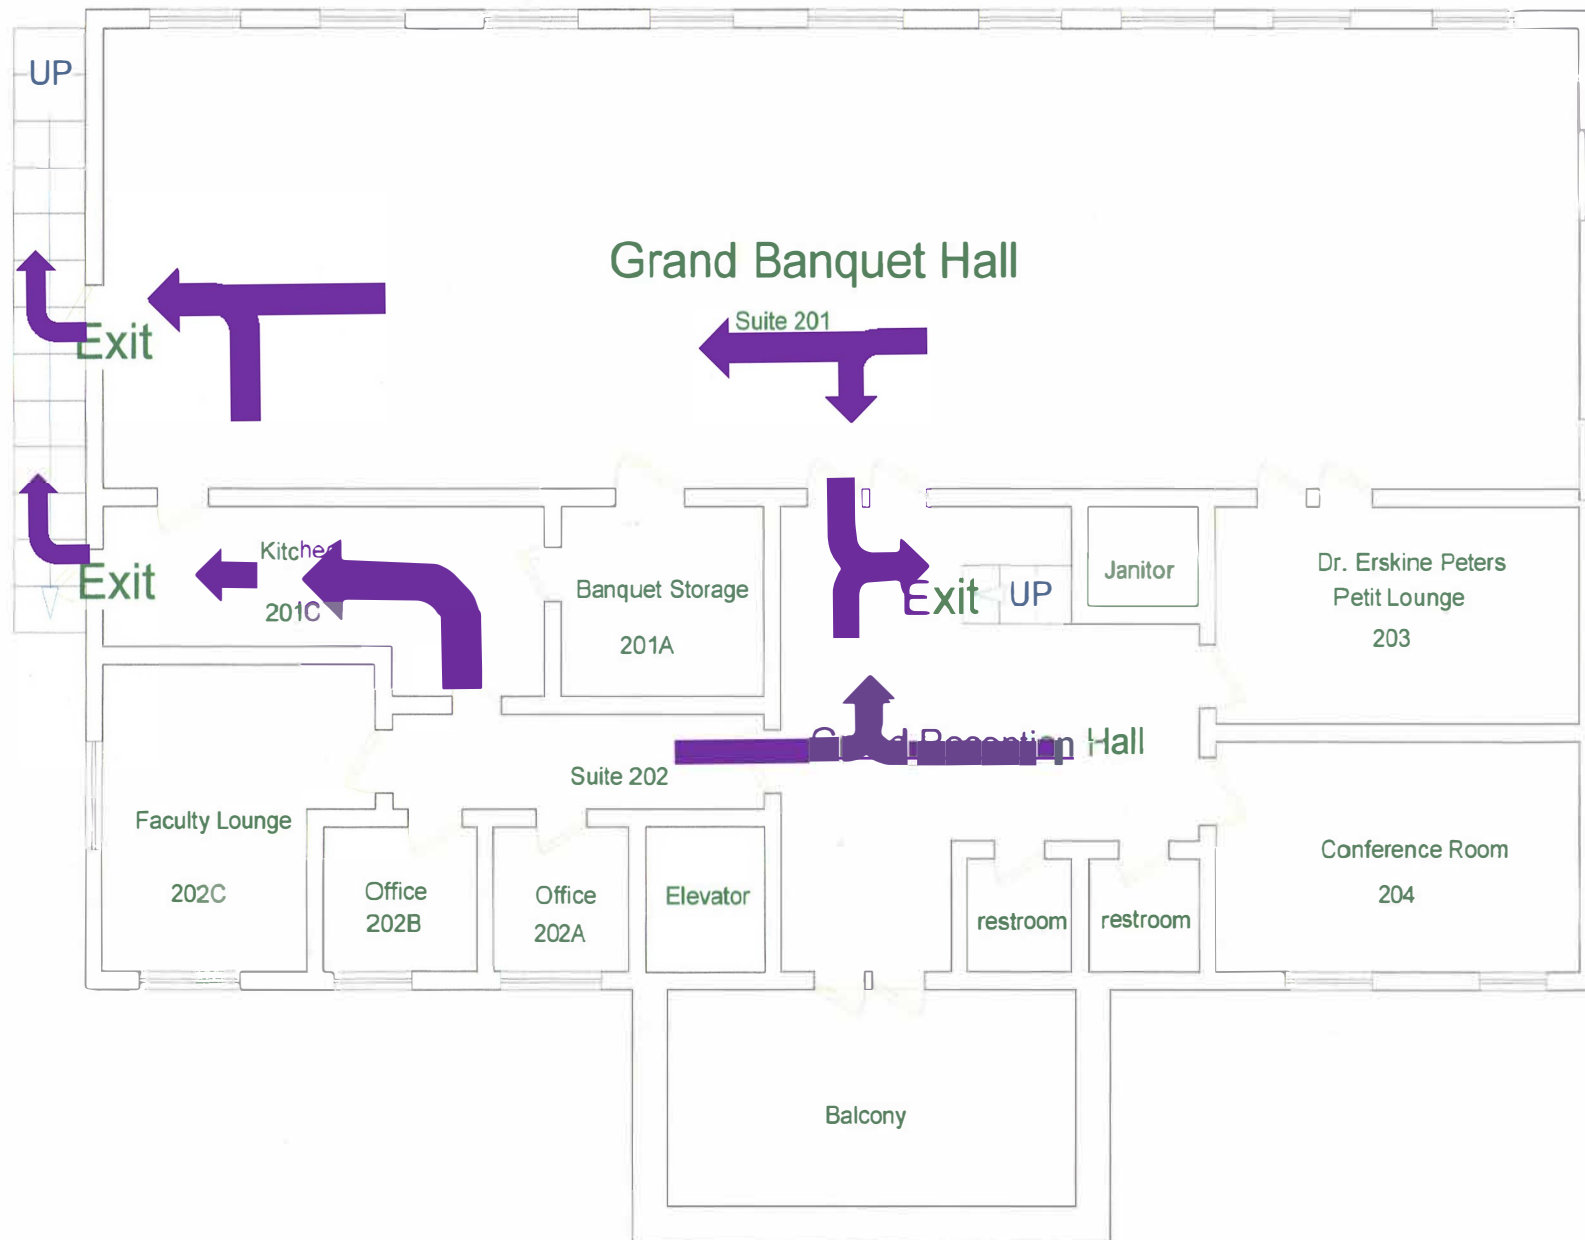 UP
Grand Banquet Hall
Suite 201
Exit
Kitche
201C
Exit
Banquet Storage
201A
Exit
UP
Janitor
Dr. Erskine Peters
Petit Lounge
203
Hall
Suite 202
Faculty Lounge
202C
Office
202B
Office
202A
Elevator
restroom
restroom
Conference Room
204
Balcony